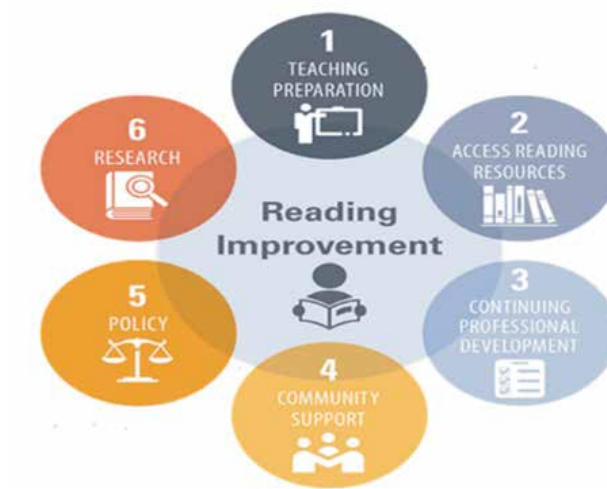 1
TEACHING
PREPARATION
2
ACCESS READING
RESOURCES
3
CONTINUING
PROFESSIONAL
DEVELOPMENT
4
COMMUNITY
SUPPORT
5
POLICY
6
RESEARCH
Reading
Improvement